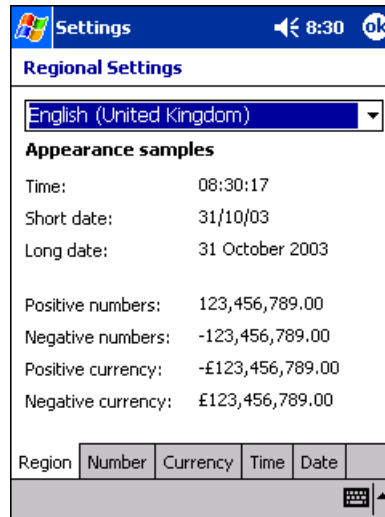 Settings 8:30 ok
Regional Settings
English (United Kingdom)
Appearance samples
Time: 08:30:17
Short date: 31/10/03
Long date: 31 October 2003
Positive numbers: 123,456,789.00
Negative numbers: -123,456,789.00
Positive currency: -£123,456,789.00
Negative currency: £123,456,789.00
Region Number Currency Time Date